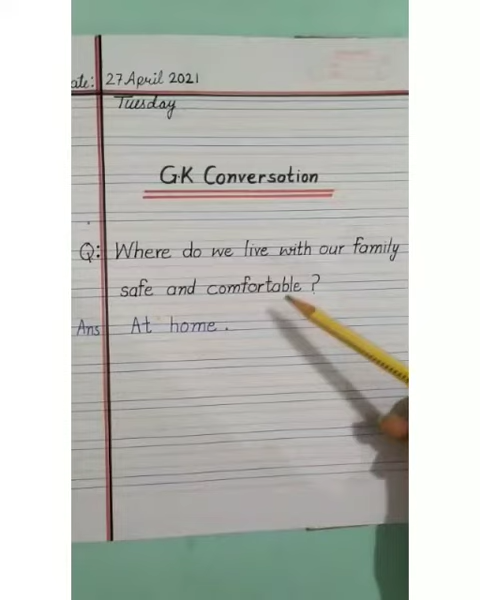 ate: 27 April 2021
Tuesday
G.K Conversation
Q: Where do we live with our family
safe and comfortable ?
Ans At home.